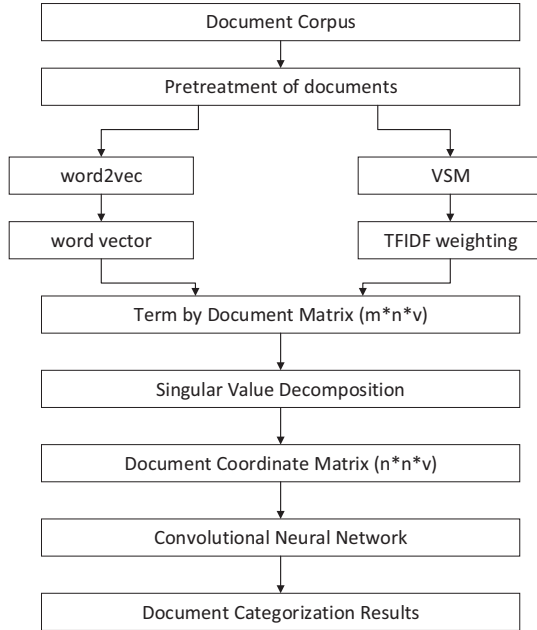 Document Corpus
Pretreatment of documents
word2vec
VSM
word vector
TFIDF weighting
Term by Document Matrix (m*n*v)
Singular Value Decomposition
Document Coordinate Matrix (n*n*v)
Convolutional Neural Network
Document Categorization Results